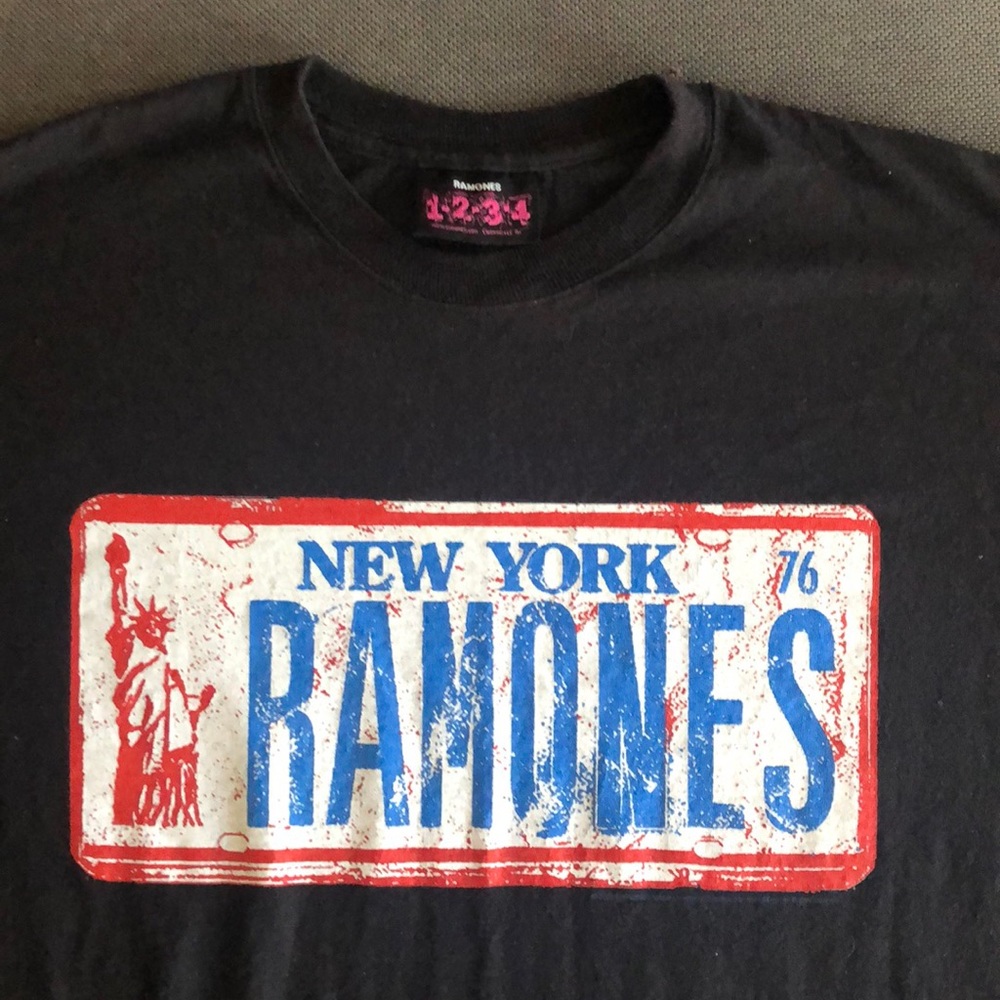 RAMONES
1-2-3-4
NEW YORK
76
RAMONES